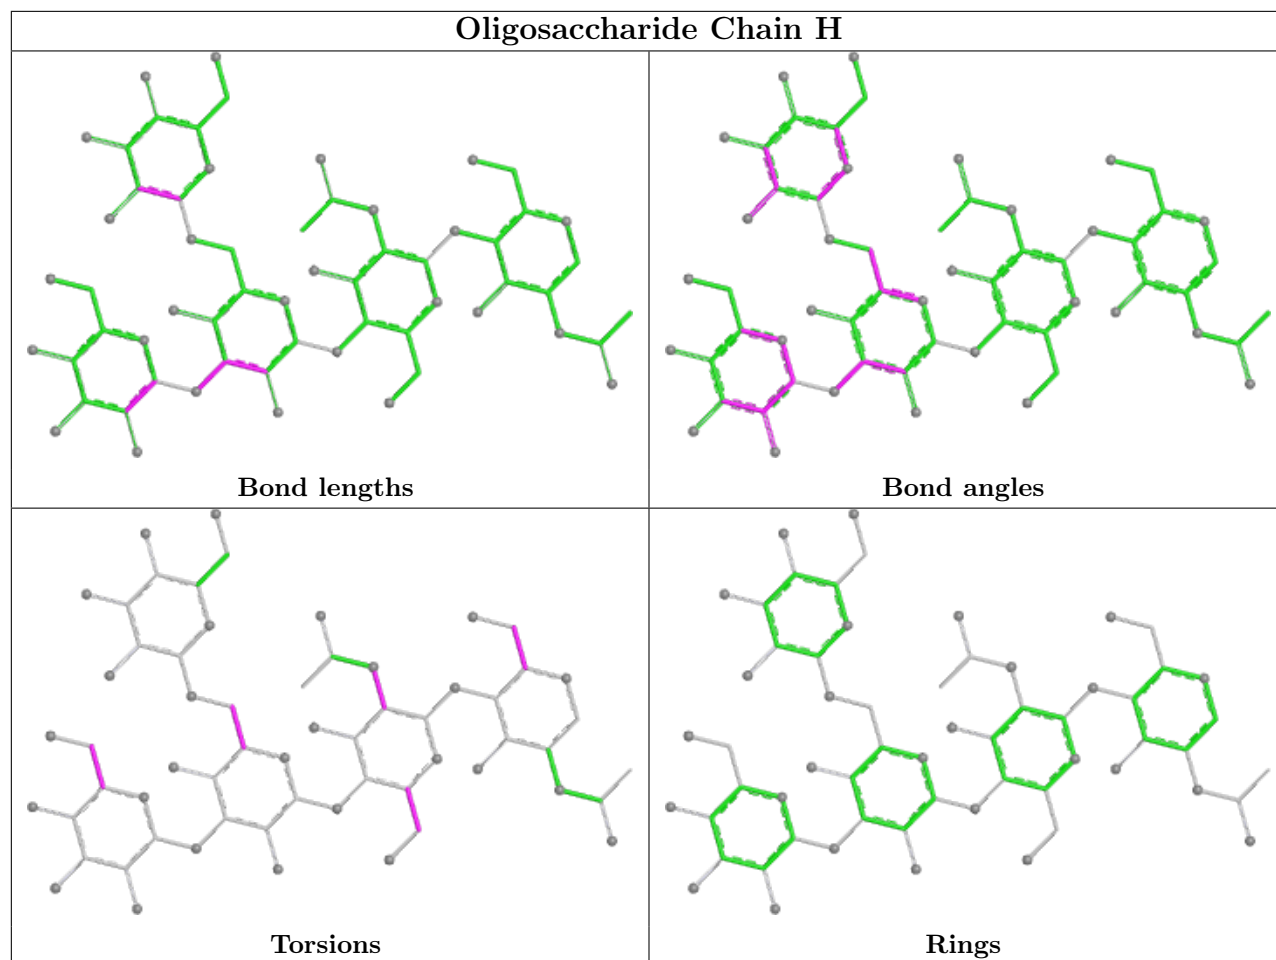 Oligosaccharide Chain H
Bond lengths
Bond angles
Torsions
Rings